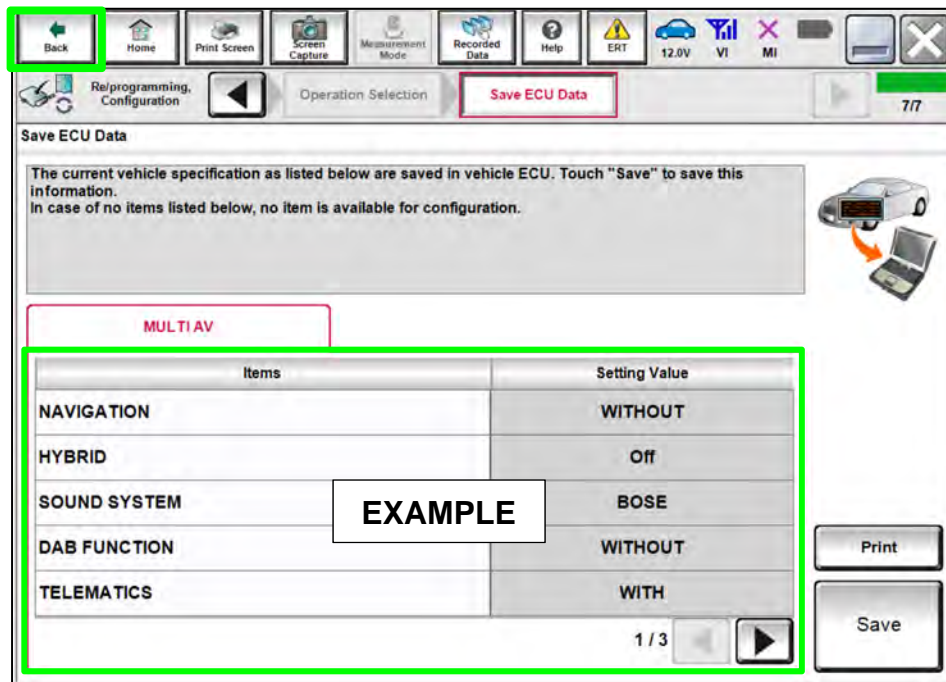 Back
Home
Print Screen
Screen
Capture
Measurement
Mode
Recorded
Data
Help
ERT
12.0V
VI
MI
Re/programming,
Configuration
Operation Selection
Save ECU Data
7/7
Save ECU Data
The current vehicle specification as listed below are saved in vehicle ECU. Touch "Save" to save this
information.
In case of no items listed below, no item is available for configuration.
MULTI AV
Items Setting Value
NAVIGATION WITHOUT
HYBRID Off
SOUND SYSTEM BOSE
EXAMPLE
DAB FUNCTION WITHOUT
TELEMATICS WITH
1 / 3
Print
Save